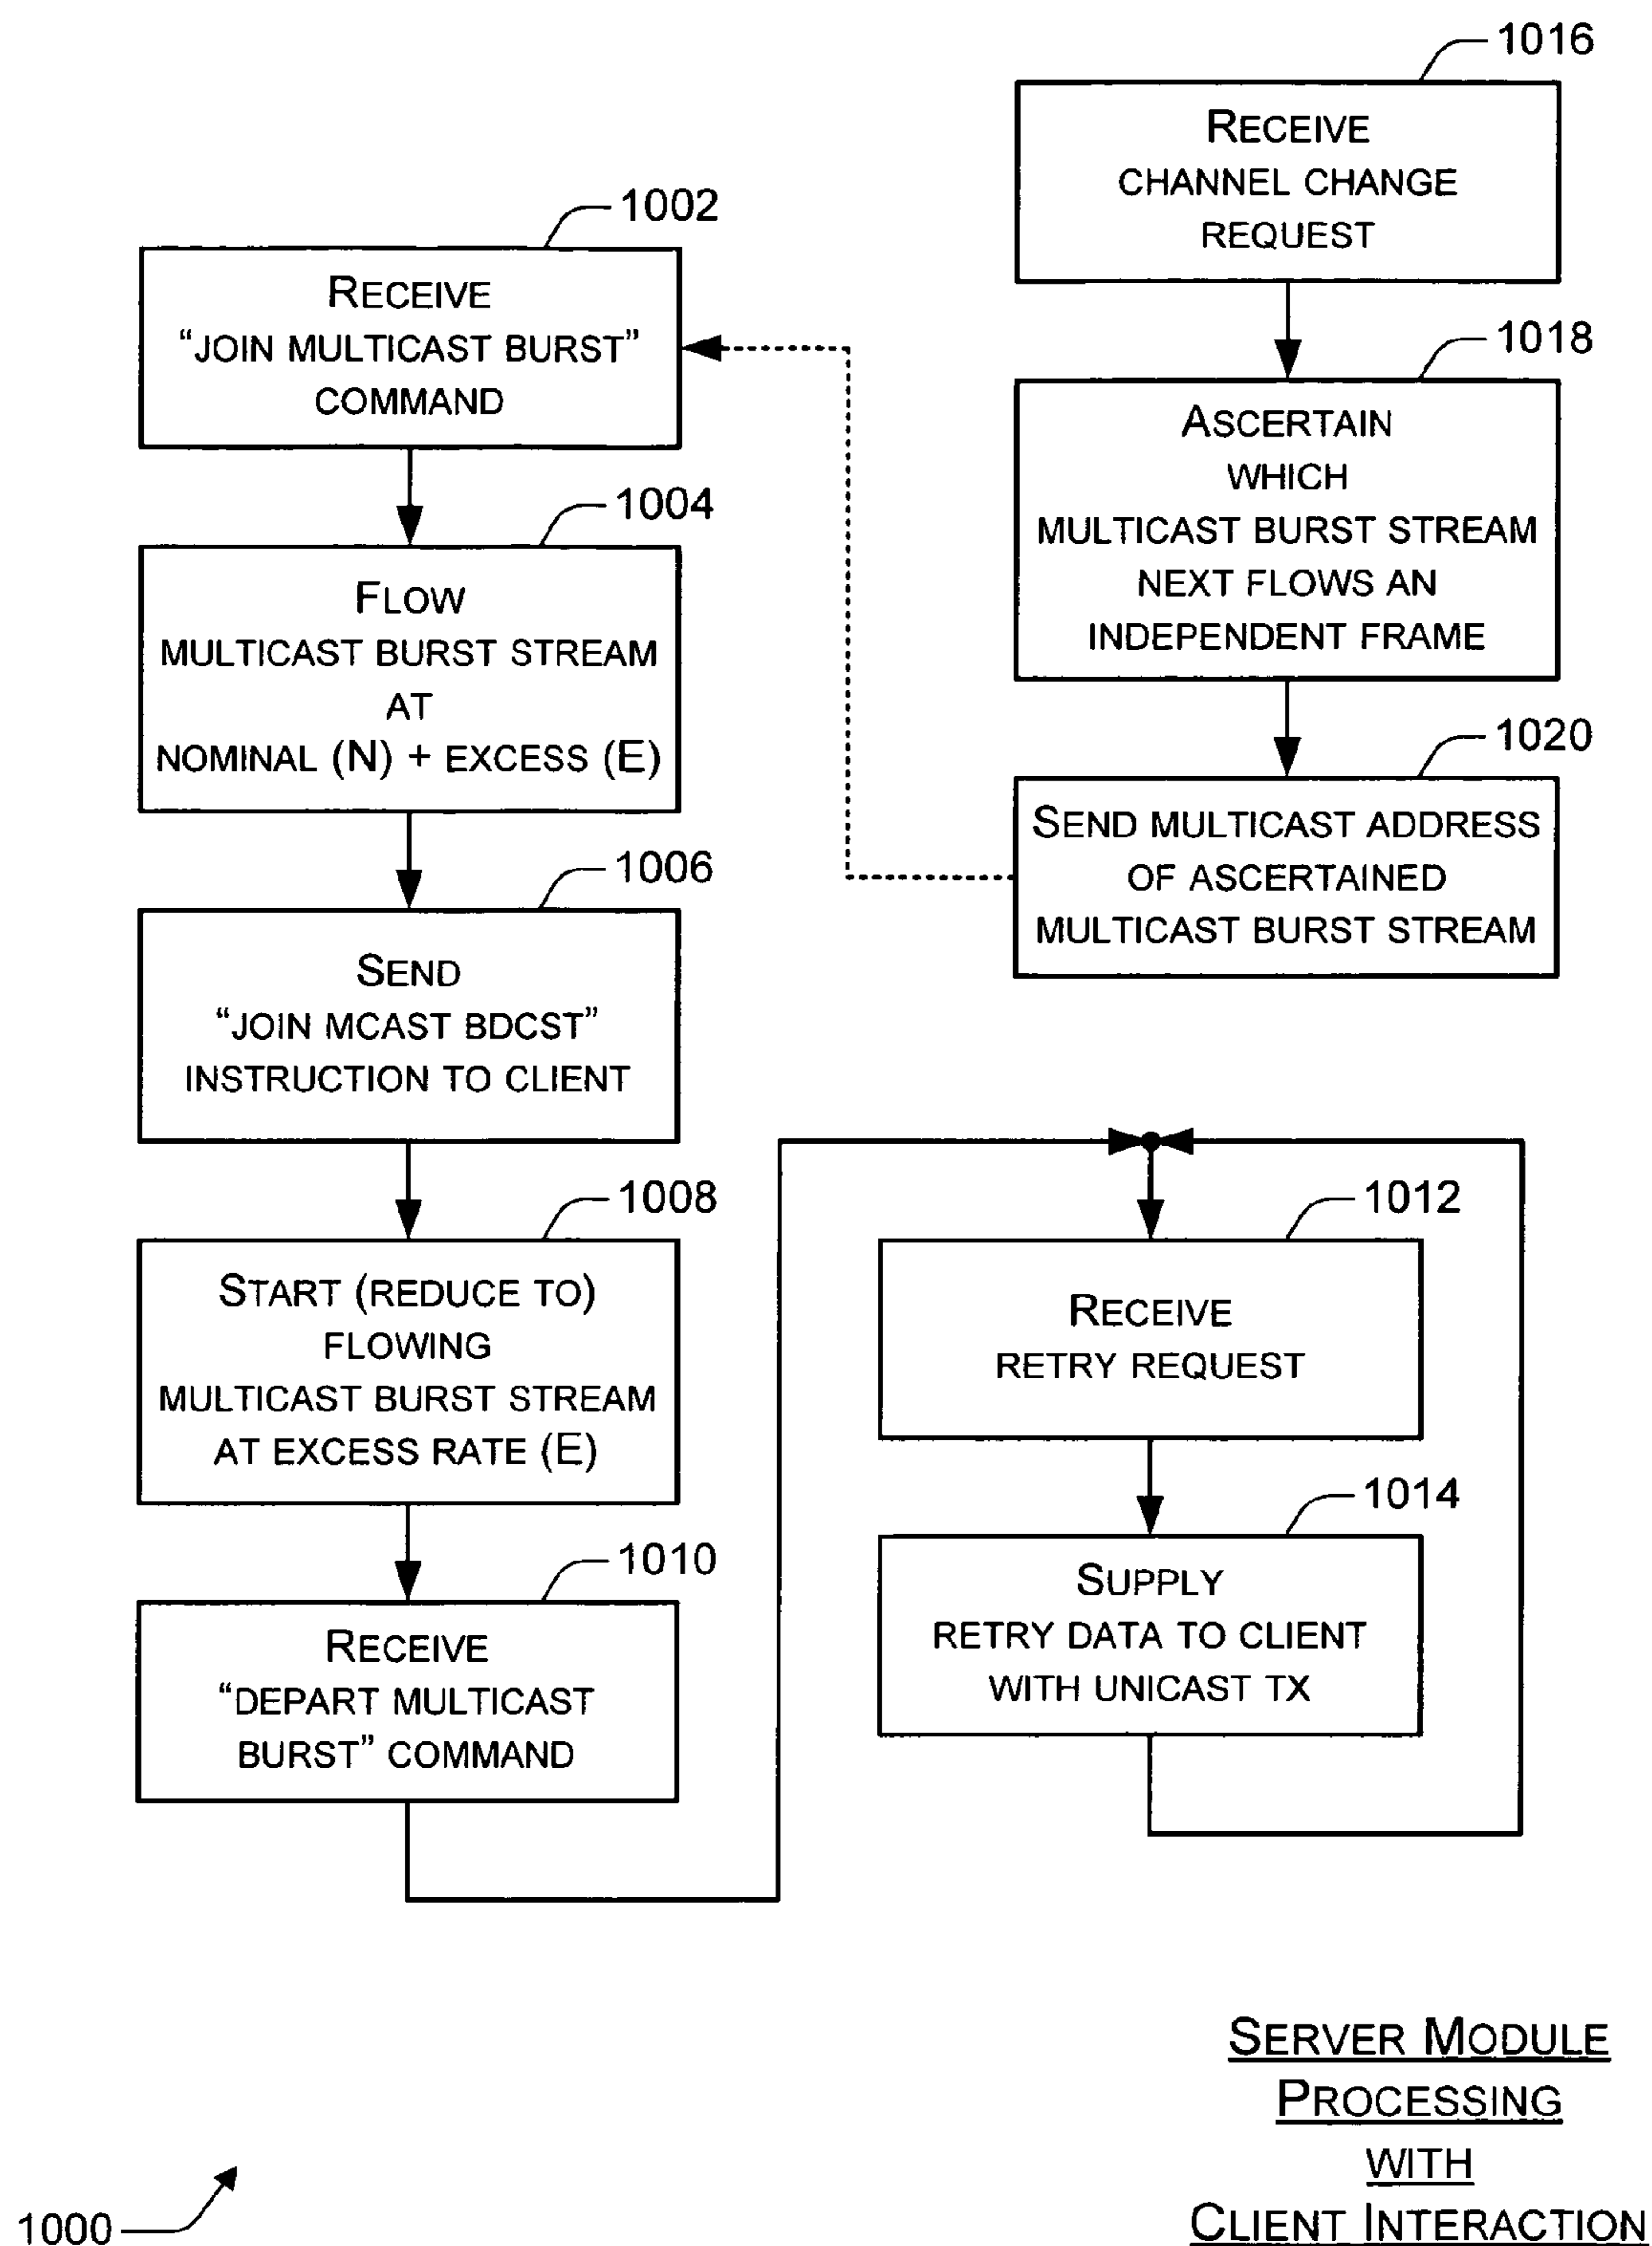 1002
RECEIVE
“JOIN MULTICAST BURST”
COMMAND
1004
FLOW
MULTICAST BURST STREAM
AT
NOMINAL (N) + EXCESS (E)
1006
SEND
“JOIN MCAST BDCST”
INSTRUCTION TO CLIENT
1008
START (REDUCE TO)
FLOWING
MULTICAST BURST STREAM
AT EXCESS RATE (E)
1010
RECEIVE
“DEPART MULTICAST
BURST” COMMAND
1016
RECEIVE
CHANNEL CHANGE
REQUEST
1018
ASCERTAIN
WHICH
MULTICAST BURST STREAM
NEXT FLOWS AN
INDEPENDENT FRAME
1020
SEND MULTICAST ADDRESS
OF ASCERTAINED
MULTICAST BURST STREAM
1012
RECEIVE
RETRY REQUEST
1014
SUPPLY
RETRY DATA TO CLIENT
WITH UNICAST TX
1000
SERVER MODULE
PROCESSING
WITH
CLIENT INTERACTION